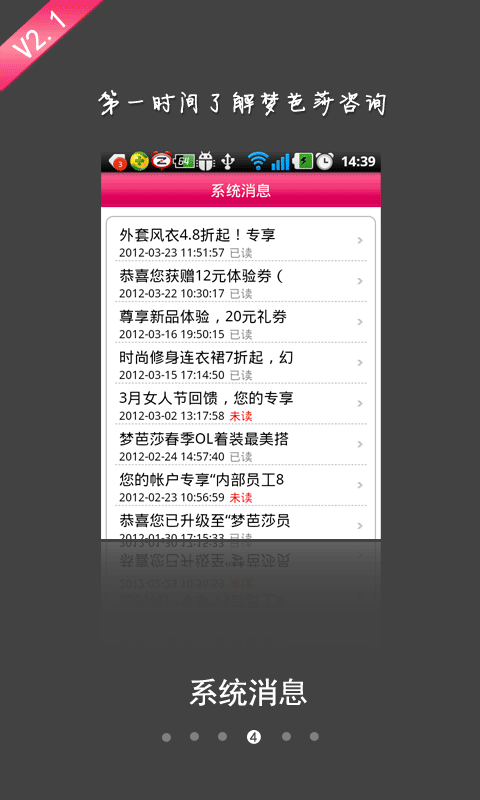 V2.1
第一时间了解梦芭莎咨询
3 64 14:39
系统消息
外套风衣4.8折起！专享
2012-03-23 11:51:57 已读
恭喜您获赠12元体验券（
2012-03-22 10:30:17 已读
尊享新品体验，20元礼券
2012-03-16 19:50:15 已读
时尚修身连衣裙7折起，幻
2012-03-15 17:14:50 已读
3月女人节回馈，您的专享
2012-03-02 13:17:58 未读
梦芭莎春季OL着装最美搭
2012-02-24 14:57:40 已读
您的帐户专享“内部员工8
2012-02-23 10:56:59 未读
恭喜您已升级至“梦芭莎员
2012-01-30 17:15:33 已读
系统消息
4